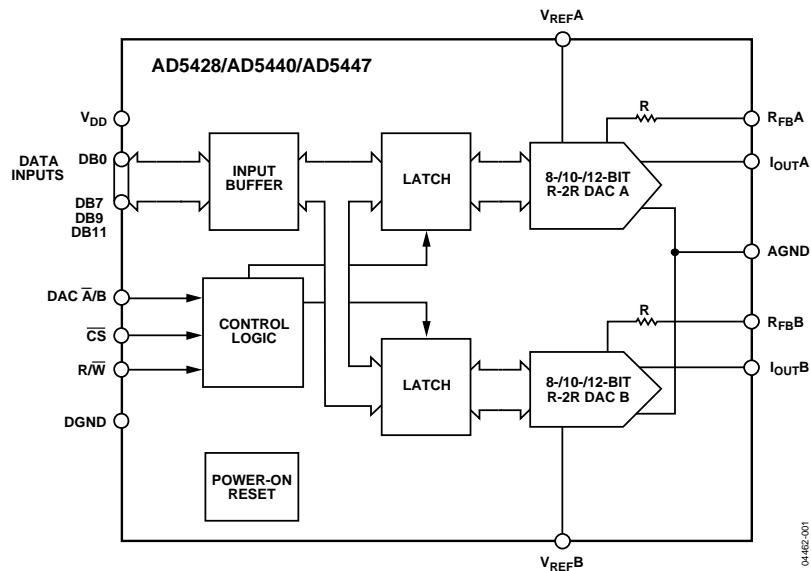 VREFA
AD5428/AD5440/AD5447
VDD
DATA
INPUTS
DB0
DB7
DB9
DB11
INPUT
BUFFER
LATCH
8-/10-/12-BIT
R-2R DAC A
R
RFBA
IOUTA
AGND
DAC A̅/B
C̅S̅
R/W̅
CONTROL
LOGIC
LATCH
8-/10-/12-BIT
R-2R DAC B
R
RFBB
IOUTB
DGND
POWER-ON
RESET
VREFB
04462-001